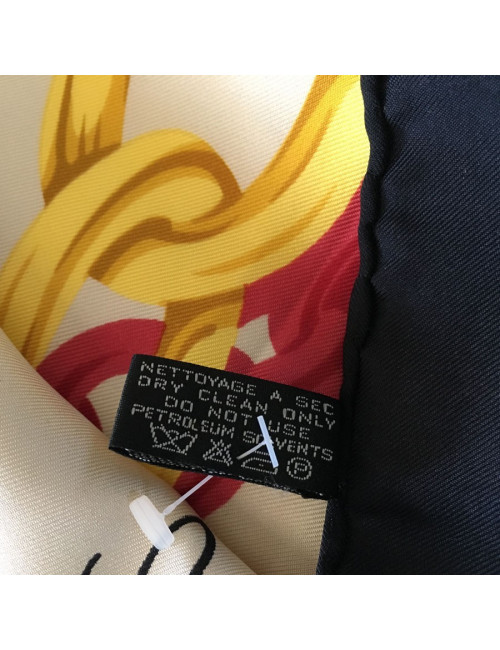 NETTOYAGE A SEC
DRY CLEAN ONLY
DO NOT USE
PETROLEUM SOLVENTS
P